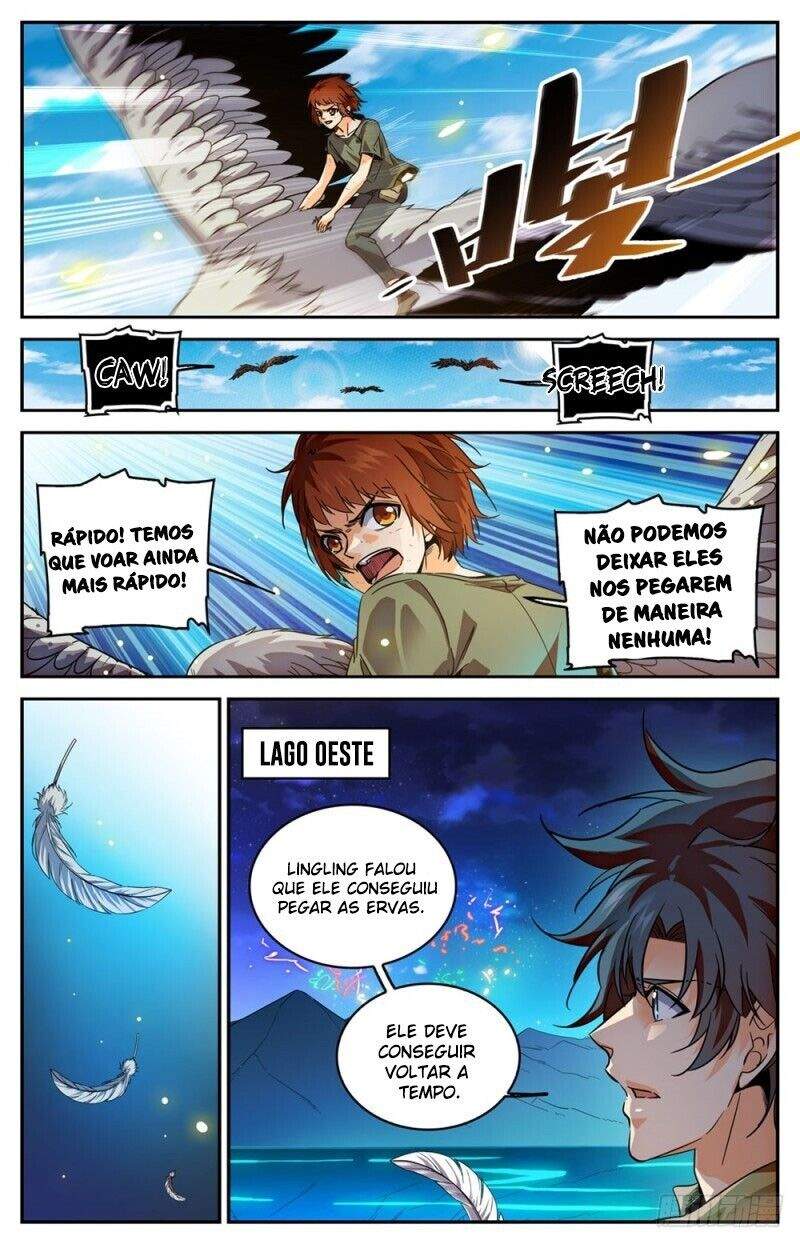 CAW!
SCREECH!
RÁPIDO! TEMOS
QUE VOAR AINDA
MAIS RÁPIDO!
NÃO PODEMOS
DEIXAR ELES
NOS PEGAREM
DE MANEIRA
NENHUMA!
LAGO OESTE
LINGLING FALOU
QUE ELE CONSEGUIU
PEGAR AS ERVAS.
ELE DEVE
CONSEGUIR
VOLTAR A
TEMPO.